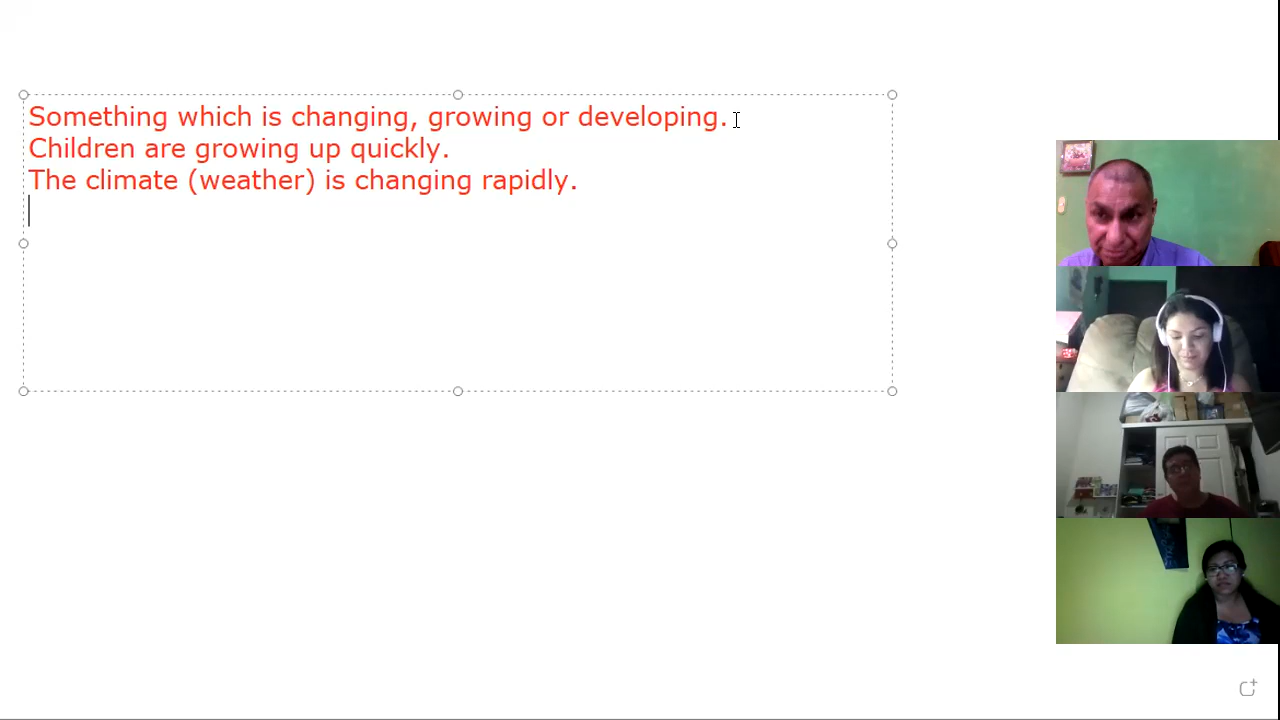 Something which is changing, growing or developing.
Children are growing up quickly.
The climate (weather) is changing rapidly.